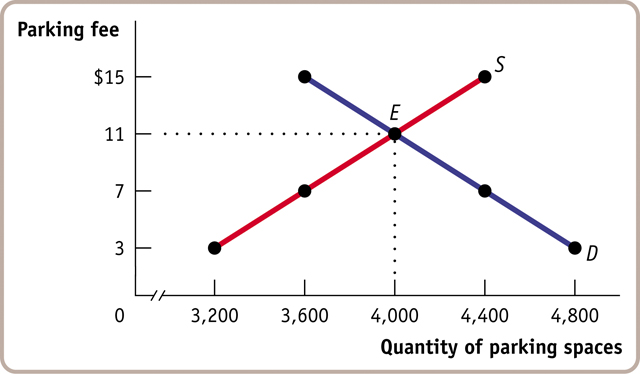 Parking fee
$15
S
E
11
7
3
D
0 3,200 3,600 4,000 4,400 4,800
Quantity of parking spaces